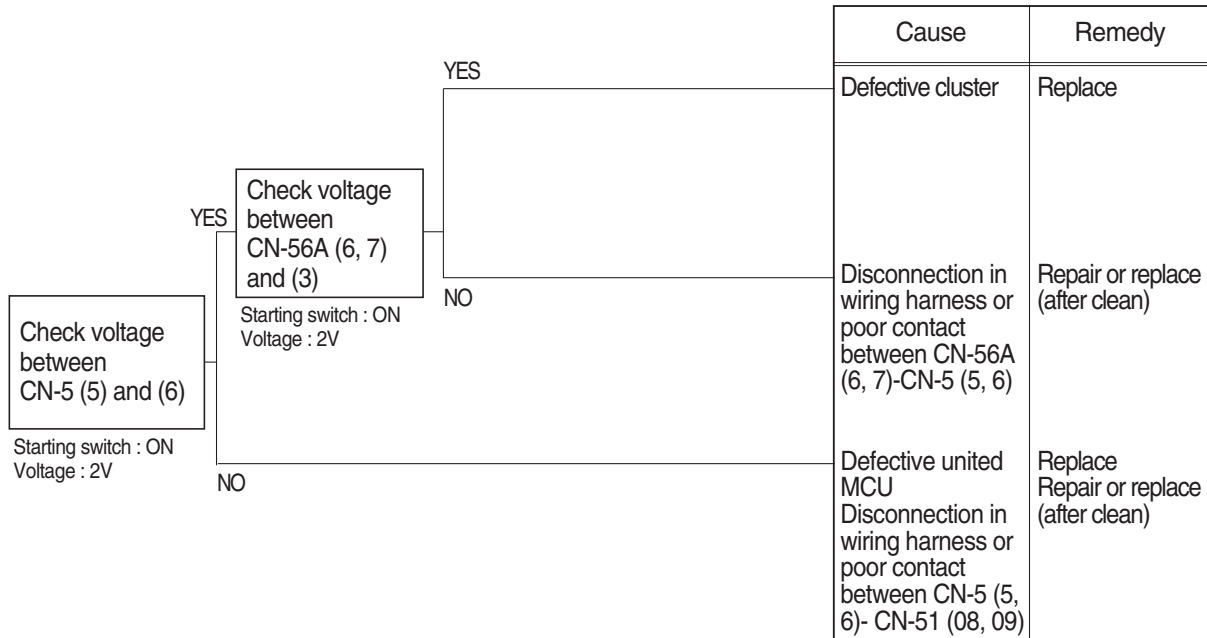 Cause
Remedy
YES
Defective cluster
Replace
Check voltage
between
CN-56A (6, 7)
and (3)
YES
Starting switch : ON
Voltage : 2V
NO
Disconnection in
wiring harness or
poor contact
between CN-56A
(6, 7)-CN-5 (5, 6)
Repair or replace
(after clean)
Check voltage
between
CN-5 (5) and (6)
Starting switch : ON
Voltage : 2V
NO
Defective united
MCU
Disconnection in
wiring harness or
poor contact
between CN-5 (5,
6)- CN-51 (08, 09)
Replace
Repair or replace
(after clean)